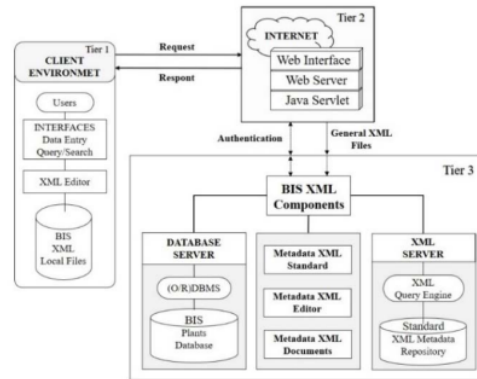 Tier 1
CLIENT
ENVIRONMET
Users
INTERFACES
Data Entry
Query/Search
XML Editor
BIS
XML
Local Files
Request
Respont
Tier 2
INTERNET
Web Interface
Web Server
Java Servlet
Authentication
General XML
Files
Tier 3
BIS XML
Components
DATABASE
SERVER
(O/R)DBMS
BIS
Plants
Database
Metadata XML
Standard
Metadata XML
Editor
Metadata XML
Documents
XML
SERVER
XML
Query Engine
Standard
XML Metadata
Repository